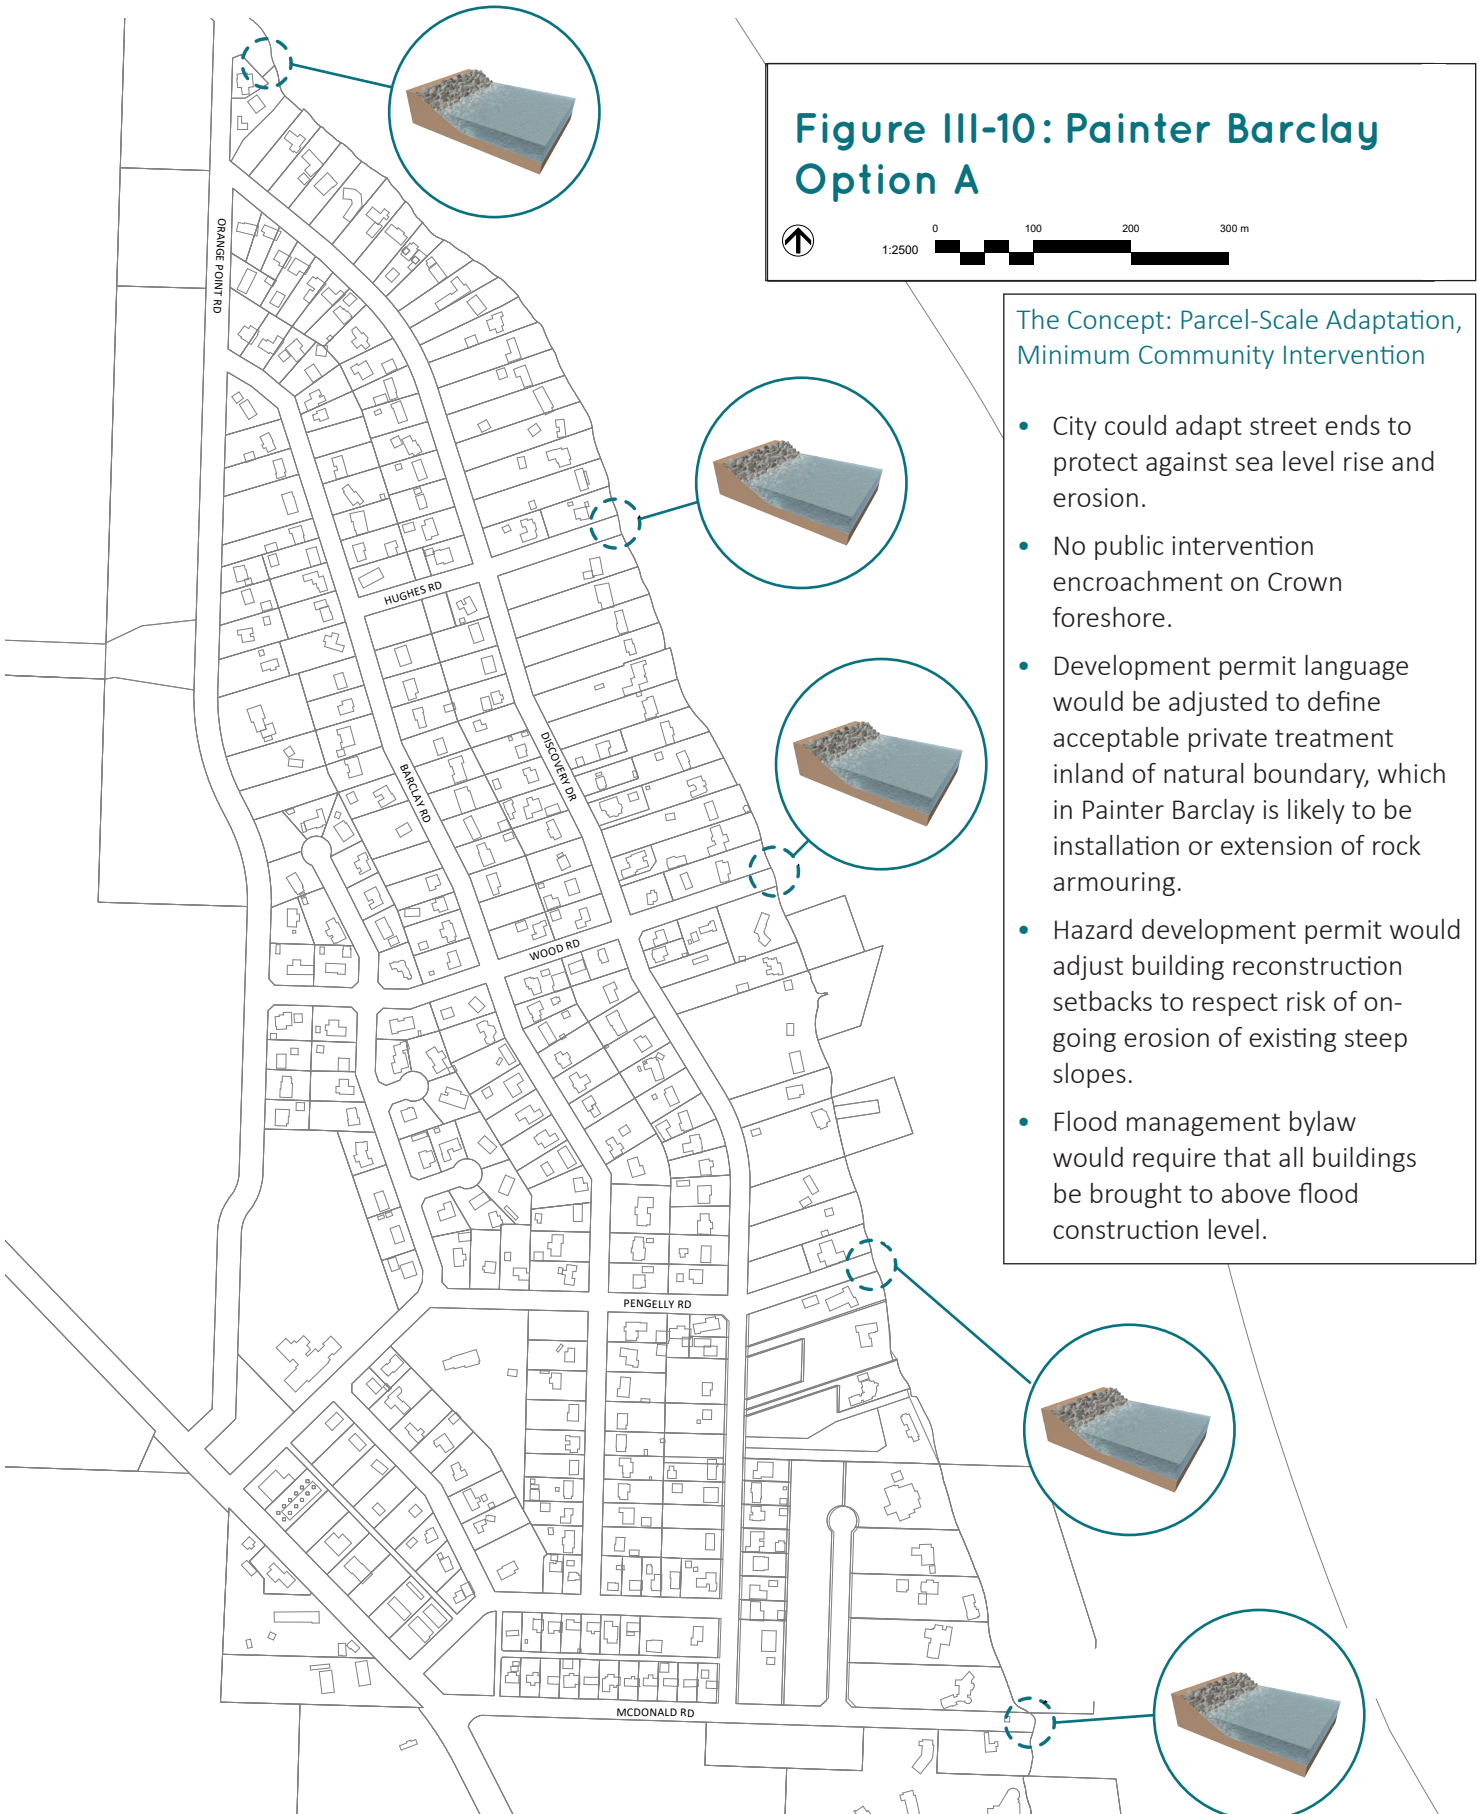 Figure III-10: Painter Barclay
Option A
0 100 200 300 m
1:2500
The Concept: Parcel-Scale Adaptation,
Minimum Community Intervention
• City could adapt street ends to
protect against sea level rise and
erosion.
• No public intervention
encroachment on Crown
foreshore.
• Development permit language
would be adjusted to define
acceptable private treatment
inland of natural boundary, which
in Painter Barclay is likely to be
installation or extension of rock
armouring.
• Hazard development permit would
adjust building reconstruction
setbacks to respect risk of on-
going erosion of existing steep
slopes.
• Flood management bylaw
would require that all buildings
be brought to above flood
construction level.
ORANGE POINT RD
HUGHES RD
BARCLAY RD
DISCOVERY DR
WOOD RD
PENGELLY RD
MCDONALD RD